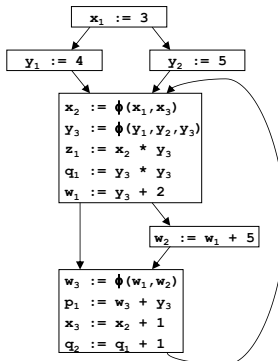 x₁ := 3
y₁ := 4
y₂ := 5
x₂ := ϕ(x₁,x₃)
y₃ := ϕ(y₁,y₂,y₃)
z₁ := x₂ * y₃
q₁ := y₃ * y₃
w₁ := y₃ + 2
w₂ := w₁ + 5
w₃ := ϕ(w₁,w₂)
p₁ := w₃ + y₃
x₃ := x₂ + 1
q₂ := q₁ + 1